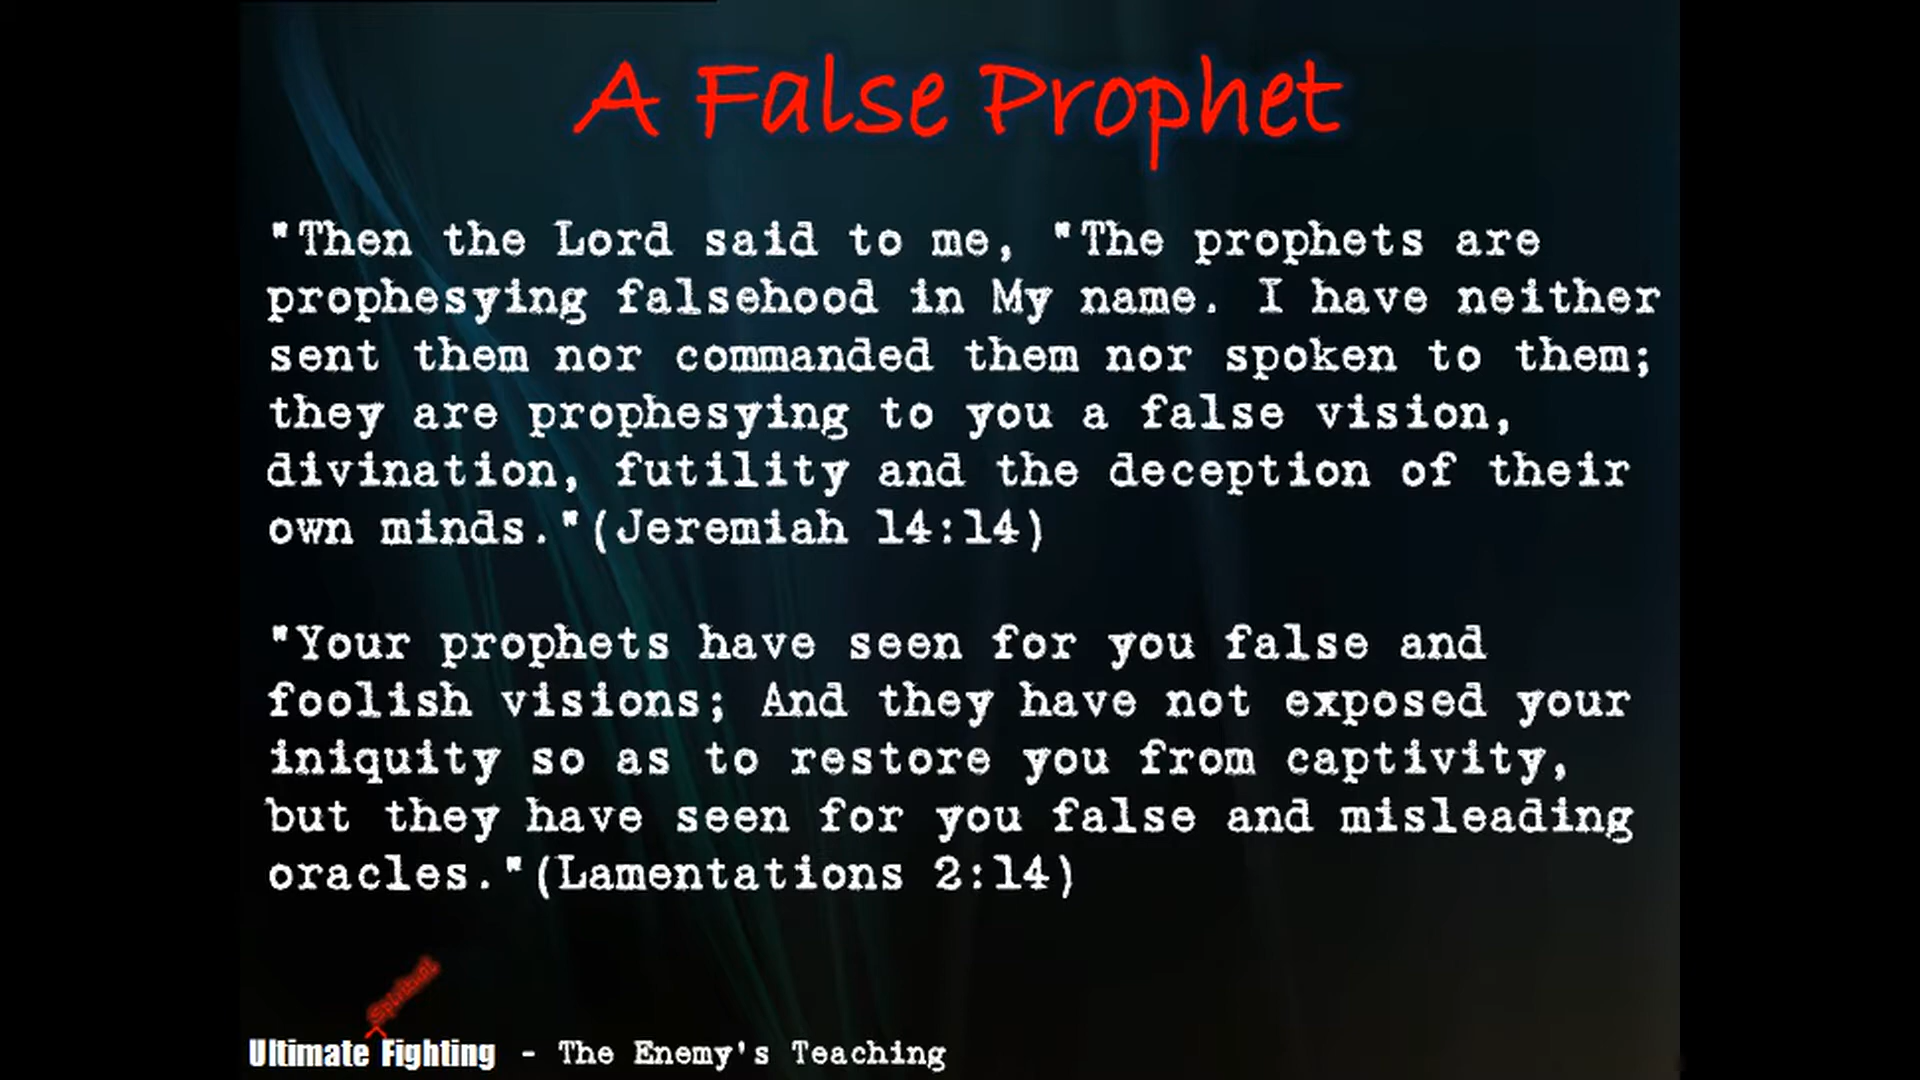 A False Prophet
"Then the Lord said to me, "The prophets are
prophesying falsehood in My name. I have neither
sent them nor commanded them nor spoken to them;
they are prophesying to you a false vision,
divination, futility and the deception of their
own minds."(Jeremiah 14:14)
"Your prophets have seen for you false and
foolish visions; And they have not exposed your
iniquity so as to restore you from captivity,
but they have seen for you false and misleading
oracles."(Lamentations 2:14)
Spiritual
^
Ultimate Fighting - The Enemy's Teaching